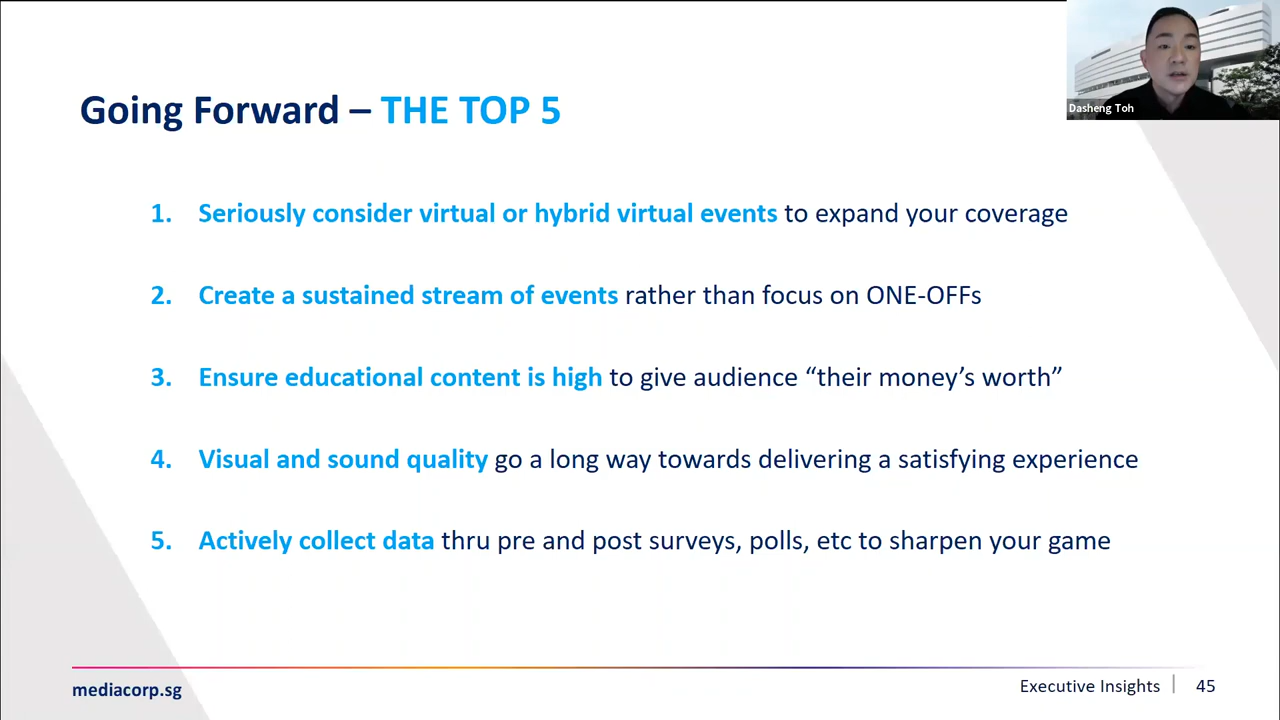 Dasheng Toh
Going Forward – THE TOP 5
1. Seriously consider virtual or hybrid virtual events to expand your coverage
2. Create a sustained stream of events rather than focus on ONE-OFFs
3. Ensure educational content is high to give audience “their money’s worth”
4. Visual and sound quality go a long way towards delivering a satisfying experience
5. Actively collect data thru pre and post surveys, polls, etc to sharpen your game
mediacorp.sg
Executive Insights | 45